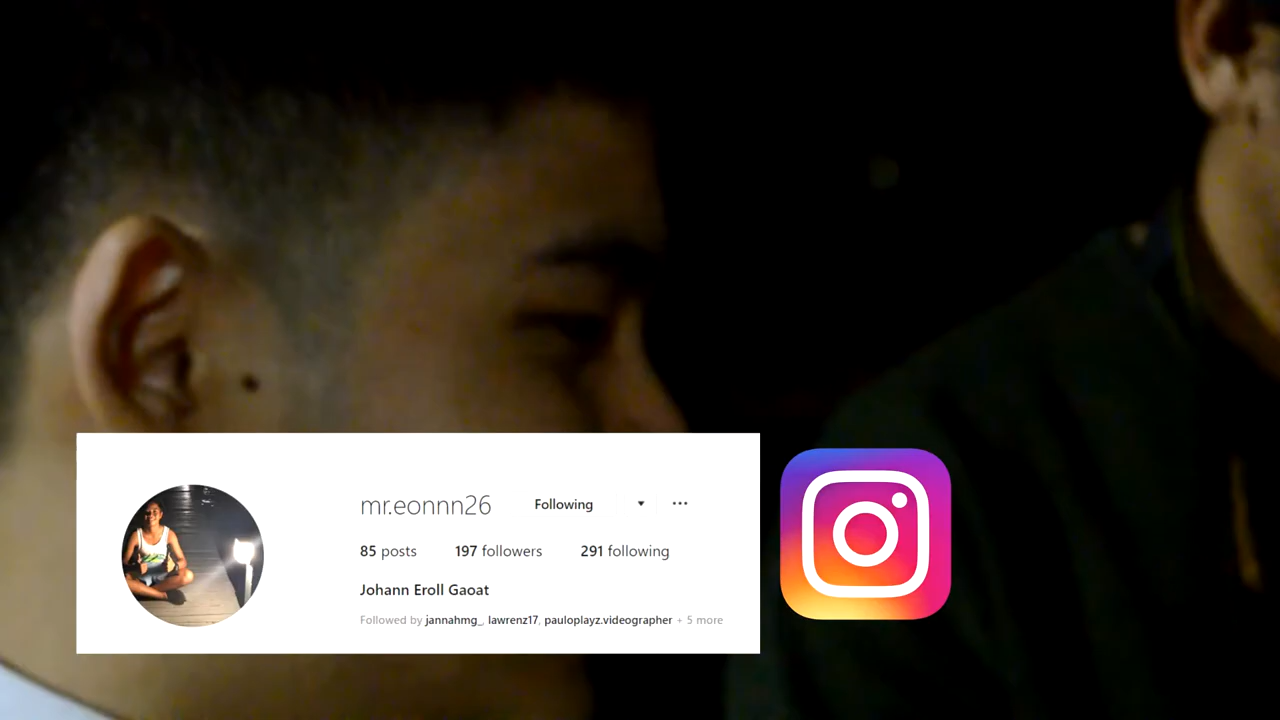 mr.eonnn26 Following
85 posts 197 followers 291 following
Johann Eroll Gaoat
Followed by jannahmg_, lawrenz17, pauloplayz.videographer + 5 more